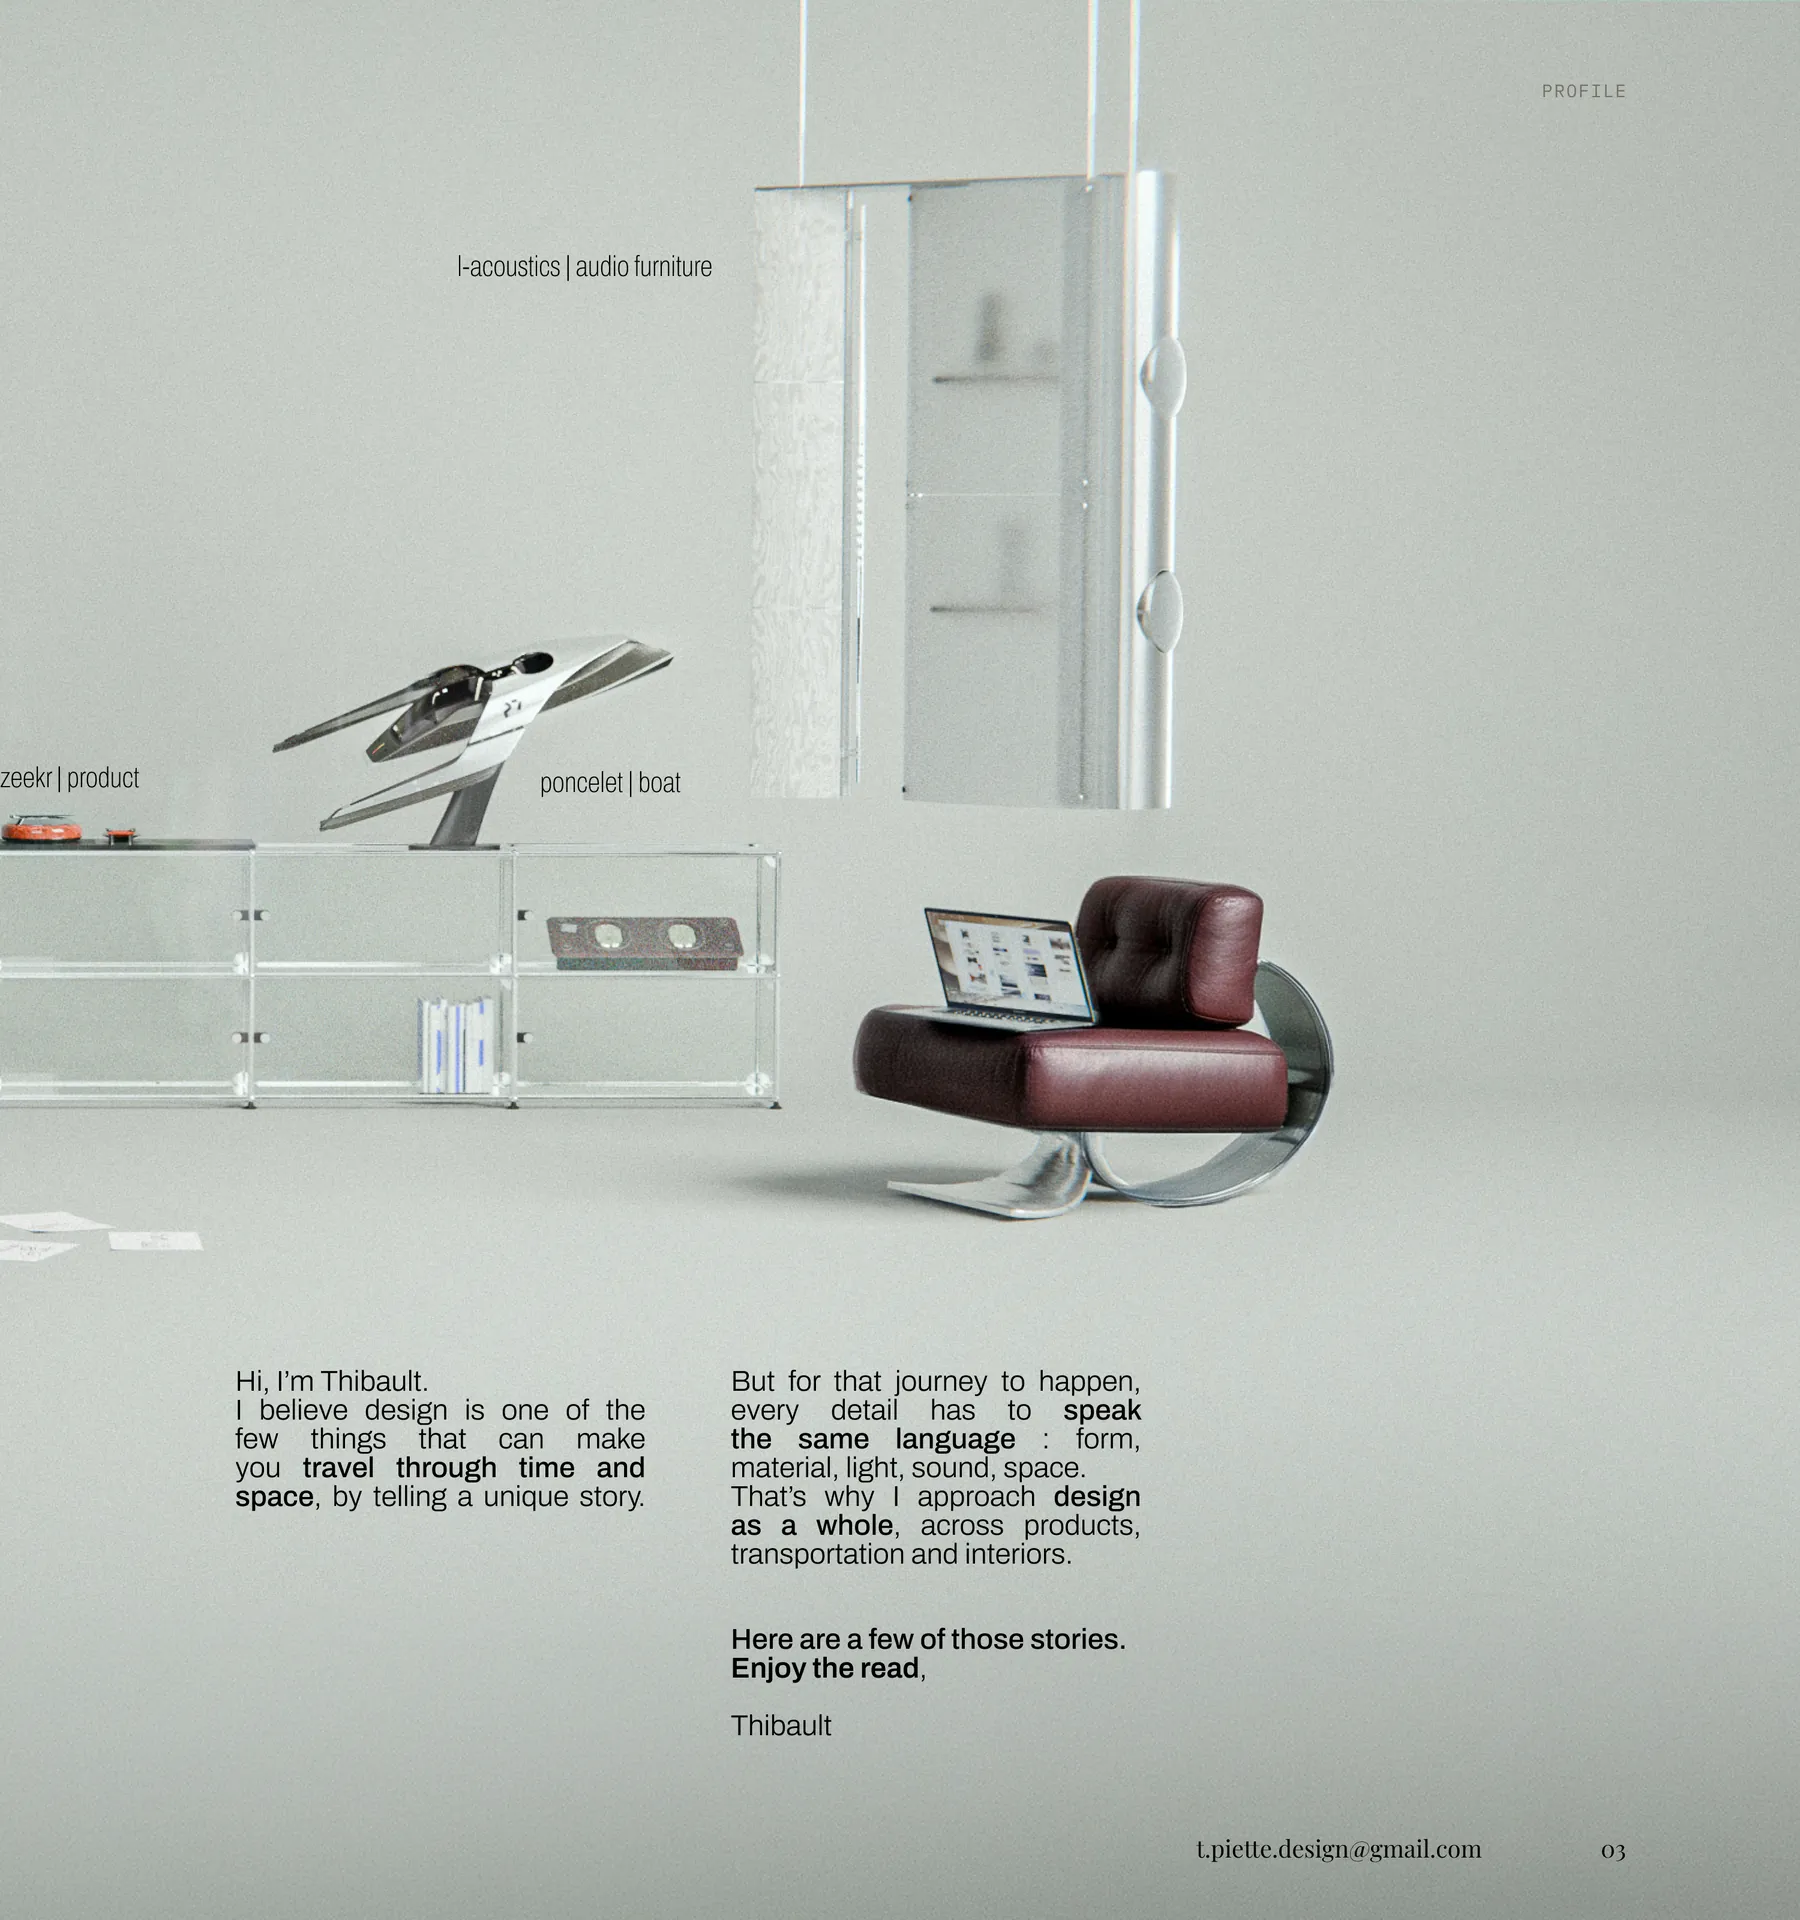 PROFILE
l-acoustics | audio furniture
zeekr | product
poncelet | boat
Hi, I’m Thibault.
I believe design is one of the
few things that can make
you travel through time and
space, by telling a unique story.
But for that journey to happen,
every detail has to speak
the same language : form,
material, light, sound, space.
That’s why I approach design
as a whole, across products,
transportation and interiors.
Here are a few of those stories.
Enjoy the read,
Thibault
t.piette.design@gmail.com
03